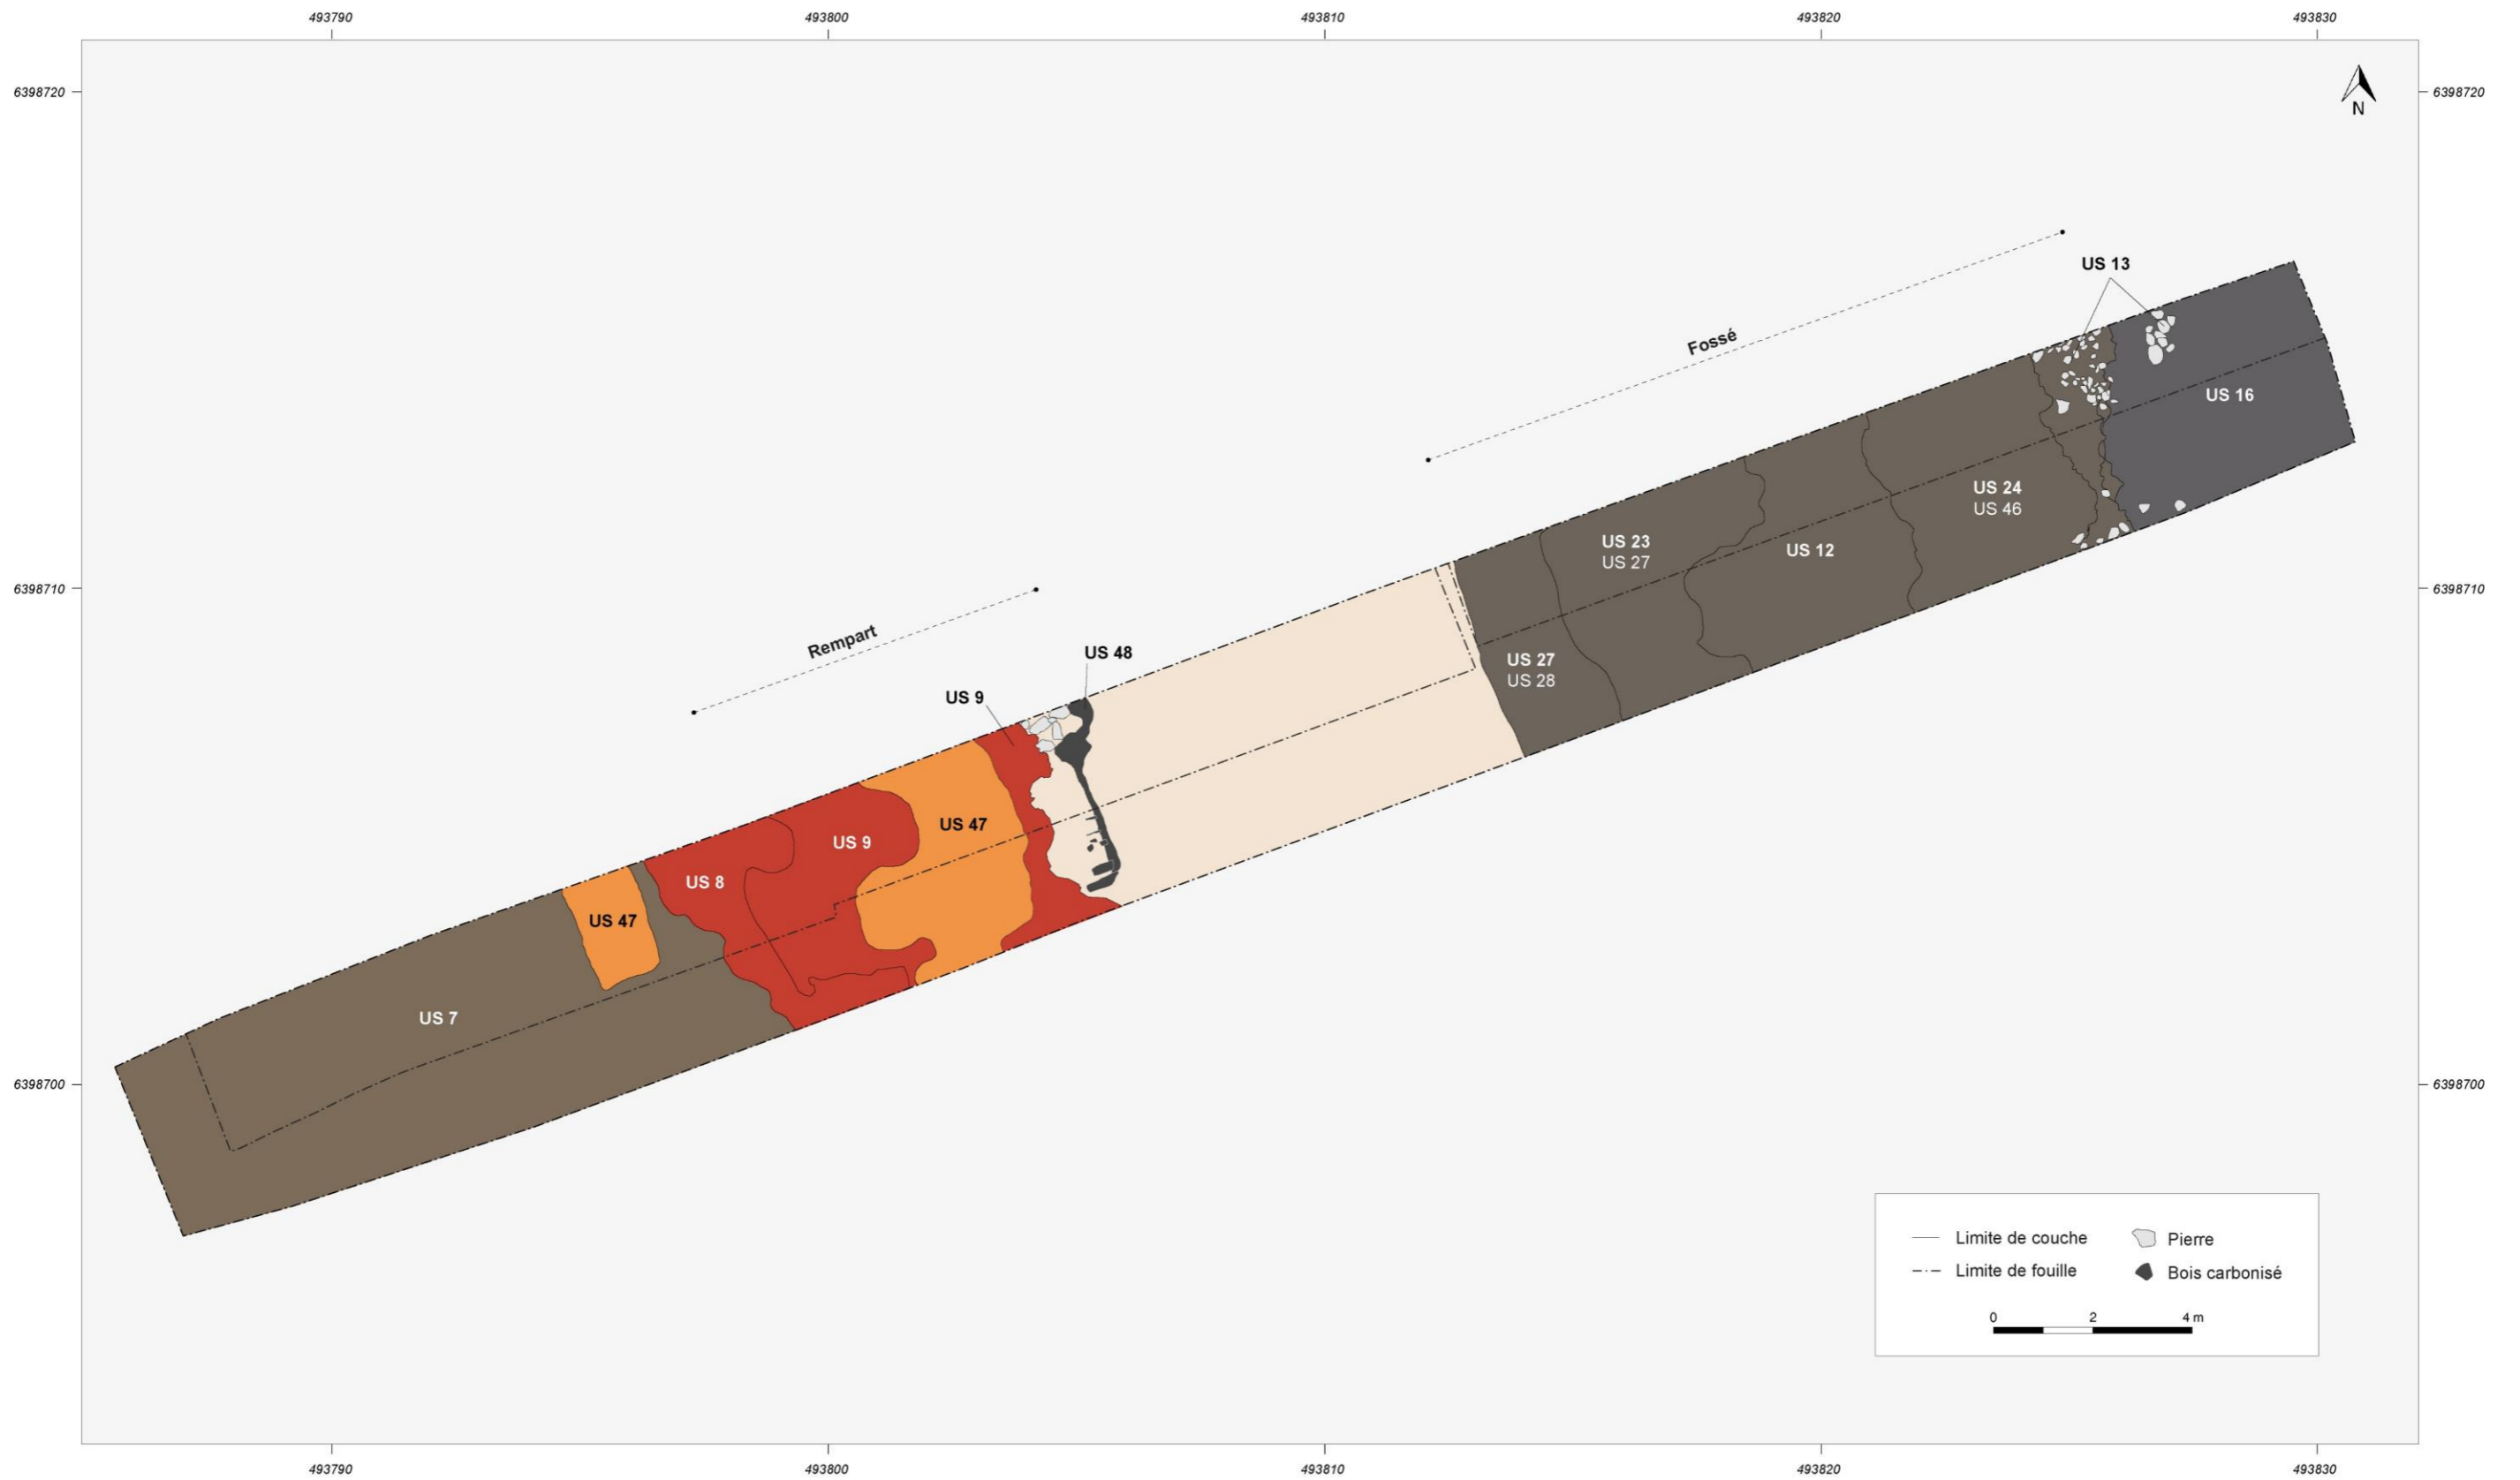 493790 493800 493810 493820 493830
6398720 6398720
N
US 13
Fossé
US 16
US 24
US 46
US 23
US 27
US 12
6398710 6398710
Rempart
US 48
US 27
US 28
US 9
US 47
US 9
US 8
US 47
US 7
6398700 6398700
Limite de couche Pierre
Limite de fouille Bois carbonisé
0 2 4 m
493790 493800 493810 493820 493830